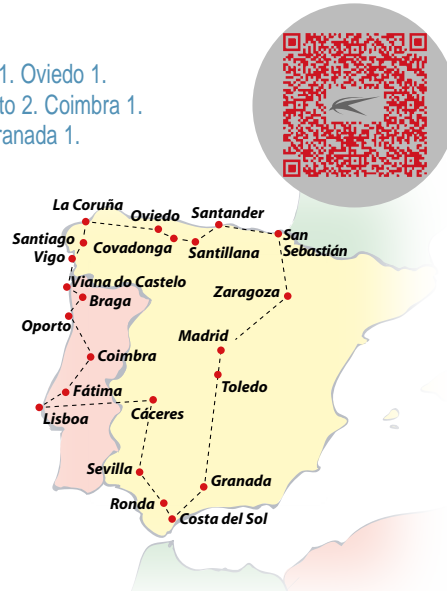 1. Oviedo 1.
to 2. Coimbra 1.
ranada 1.
La Coruña
Oviedo
Santander
Santiago
Covadonga
San
Sebastián
Vigo
Santillana
Viana do Castelo
Braga
Zaragoza
Oporto
Madrid
Coimbra
Toledo
Fátima
Cáceres
Lisboa
Sevilla
Granada
Ronda
Costa del Sol